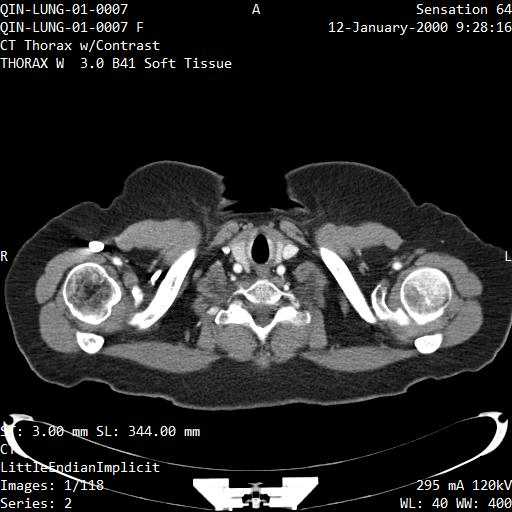 QIN-LUNG-01-0007
A
Sensation 64
QIN-LUNG-01-0007 F
12-January-2000 9:28:16
CT Thorax w/Contrast
THORAX W 3.0 B41 Soft Tissue
R
L
ST: 3.00 mm SL: 344.00 mm
CT
LittleEndianImplicit
Images: 1/118
295 mA 120kV
Series: 2
WL: 40 WW: 400